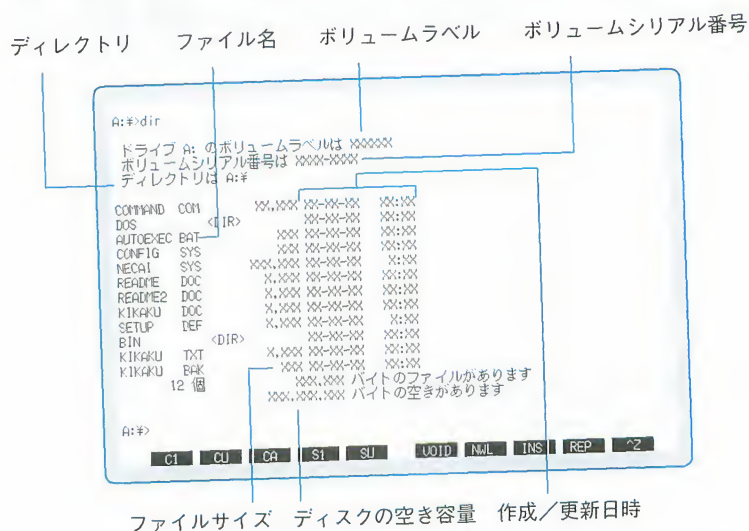 ディレクトリ ファイル名 ボリュームラベル ボリュームシリアル番号
A:¥>dir
ドライブ A: のボリュームラベルは XXXXXX
ボリュームシリアル番号は XXXX-XXXX
ディレクトリは A:¥
COMMAND COM XX,XXX XX-XX-XX XX:XX
DOS <DIR> XX-XX-XX XX:XX
AUTOEXEC BAT XXX XX-XX-XX XX:XX
CONFIG SYS XXX XX-XX-XX XX:XX
NECAI SYS XXX,XXX XX-XX-XX X:XX
README DOC X,XXX XX-XX-XX XX:XX
README2 DOC X,XXX XX-XX-XX XX:XX
KIKAKU DOC X,XXX XX-XX-XX XX:XX
SETUP DEF X,XXX XX-XX-XX X:XX
BIN <DIR> XX-XX-XX XX:XX
KIKAKU TXT X,XXX XX-XX-XX XX:XX
KIKAKU BAK XXX XX-XX-XX XX:XX
12 個 XXX,XXX バイトのファイルがあります
XXX,XXX,XXX バイトの空きがあります
A:¥>
C1 CU CA S1 SU VOID NWL INS REP ^Z
ファイルサイズ ディスクの空き容量 作成／更新日時